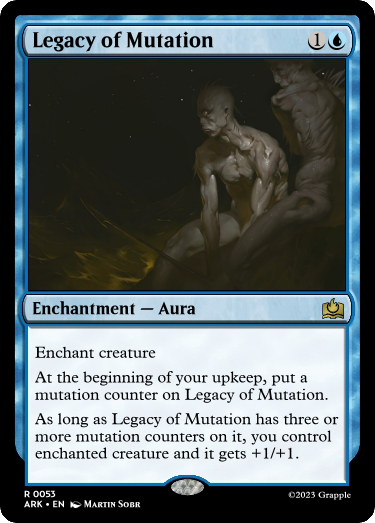 Legacy of Mutation 1
Enchantment — Aura
Enchant creature
At the beginning of your upkeep, put a
mutation counter on Legacy of Mutation.
As long as Legacy of Mutation has three or
more mutation counters on it, you control
enchanted creature and it gets +1/+1.
R 0053
ARK • EN Martin Sobr
©2023 Grapple